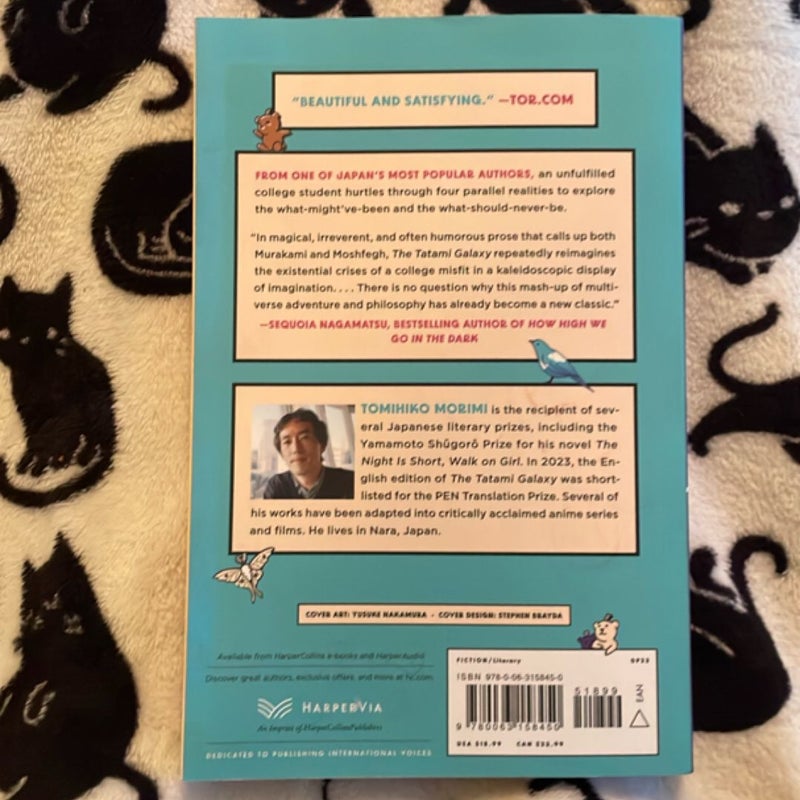 "BEAUTIFUL AND SATISFYING." —TOR.COM
FROM ONE OF JAPAN'S MOST POPULAR AUTHORS, an unfulfilled
college student hurtles through four parallel realities to explore
the what-might've-been and the what-should-never-be.
"In magical, irreverent, and often humorous prose that calls up both
Murakami and Moshfegh, The Tatami Galaxy repeatedly reimagines
the existential crises of a college misfit in a kaleidoscopic display
of imagination. . . . There is no question why this mash-up of multi-
verse adventure and philosophy has already become a new classic."
—SEQUOIA NAGAMATSU, BESTSELLING AUTHOR OF HOW HIGH WE
GO IN THE DARK
TOMIHIKO MORIMI is the recipient of sev-
eral Japanese literary prizes, including the
Yamamoto Shūgorō Prize for his novel The
Night Is Short, Walk on Girl. In 2023, the En-
glish edition of The Tatami Galaxy was short-
listed for the PEN Translation Prize. Several of
his works have been adapted into critically acclaimed anime series
and films. He lives in Nara, Japan.
COVER ART: YUSUKE NAKAMURA · COVER DESIGN: STEPHEN BRAYDA
Available from HarperCollins e-books and HarperAudio
Discover great authors, exclusive offers, and more at hc.com
HARPERVIA
An Imprint of HarperCollinsPublishers
DEDICATED TO PUBLISHING INTERNATIONAL VOICES
FICTION/Literary
ISBN 978-0-06-315845-0
51899
EAN
9 780063 158450
USA $18.99 CAN $23.99